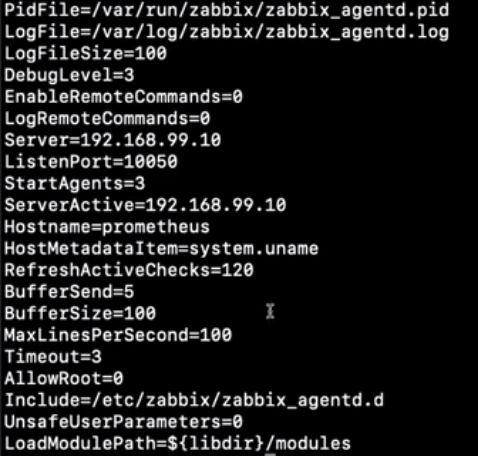 PidFile=/var/run/zabbix/zabbix_agentd.pid
LogFile=/var/log/zabbix/zabbix_agentd.log
LogFileSize=100
DebugLevel=3
EnableRemoteCommands=0
LogRemoteCommands=0
Server=192.168.99.10
ListenPort=10050
StartAgents=3
ServerActive=192.168.99.10
Hostname=prometheus
HostMetadataItem=system.uname
RefreshActiveChecks=120
BufferSend=5
BufferSize=100
MaxLinesPerSecond=100
Timeout=3
AllowRoot=0
Include=/etc/zabbix/zabbix_agentd.d
UnsafeUserParameters=0
LoadModulePath=${libdir}/modules